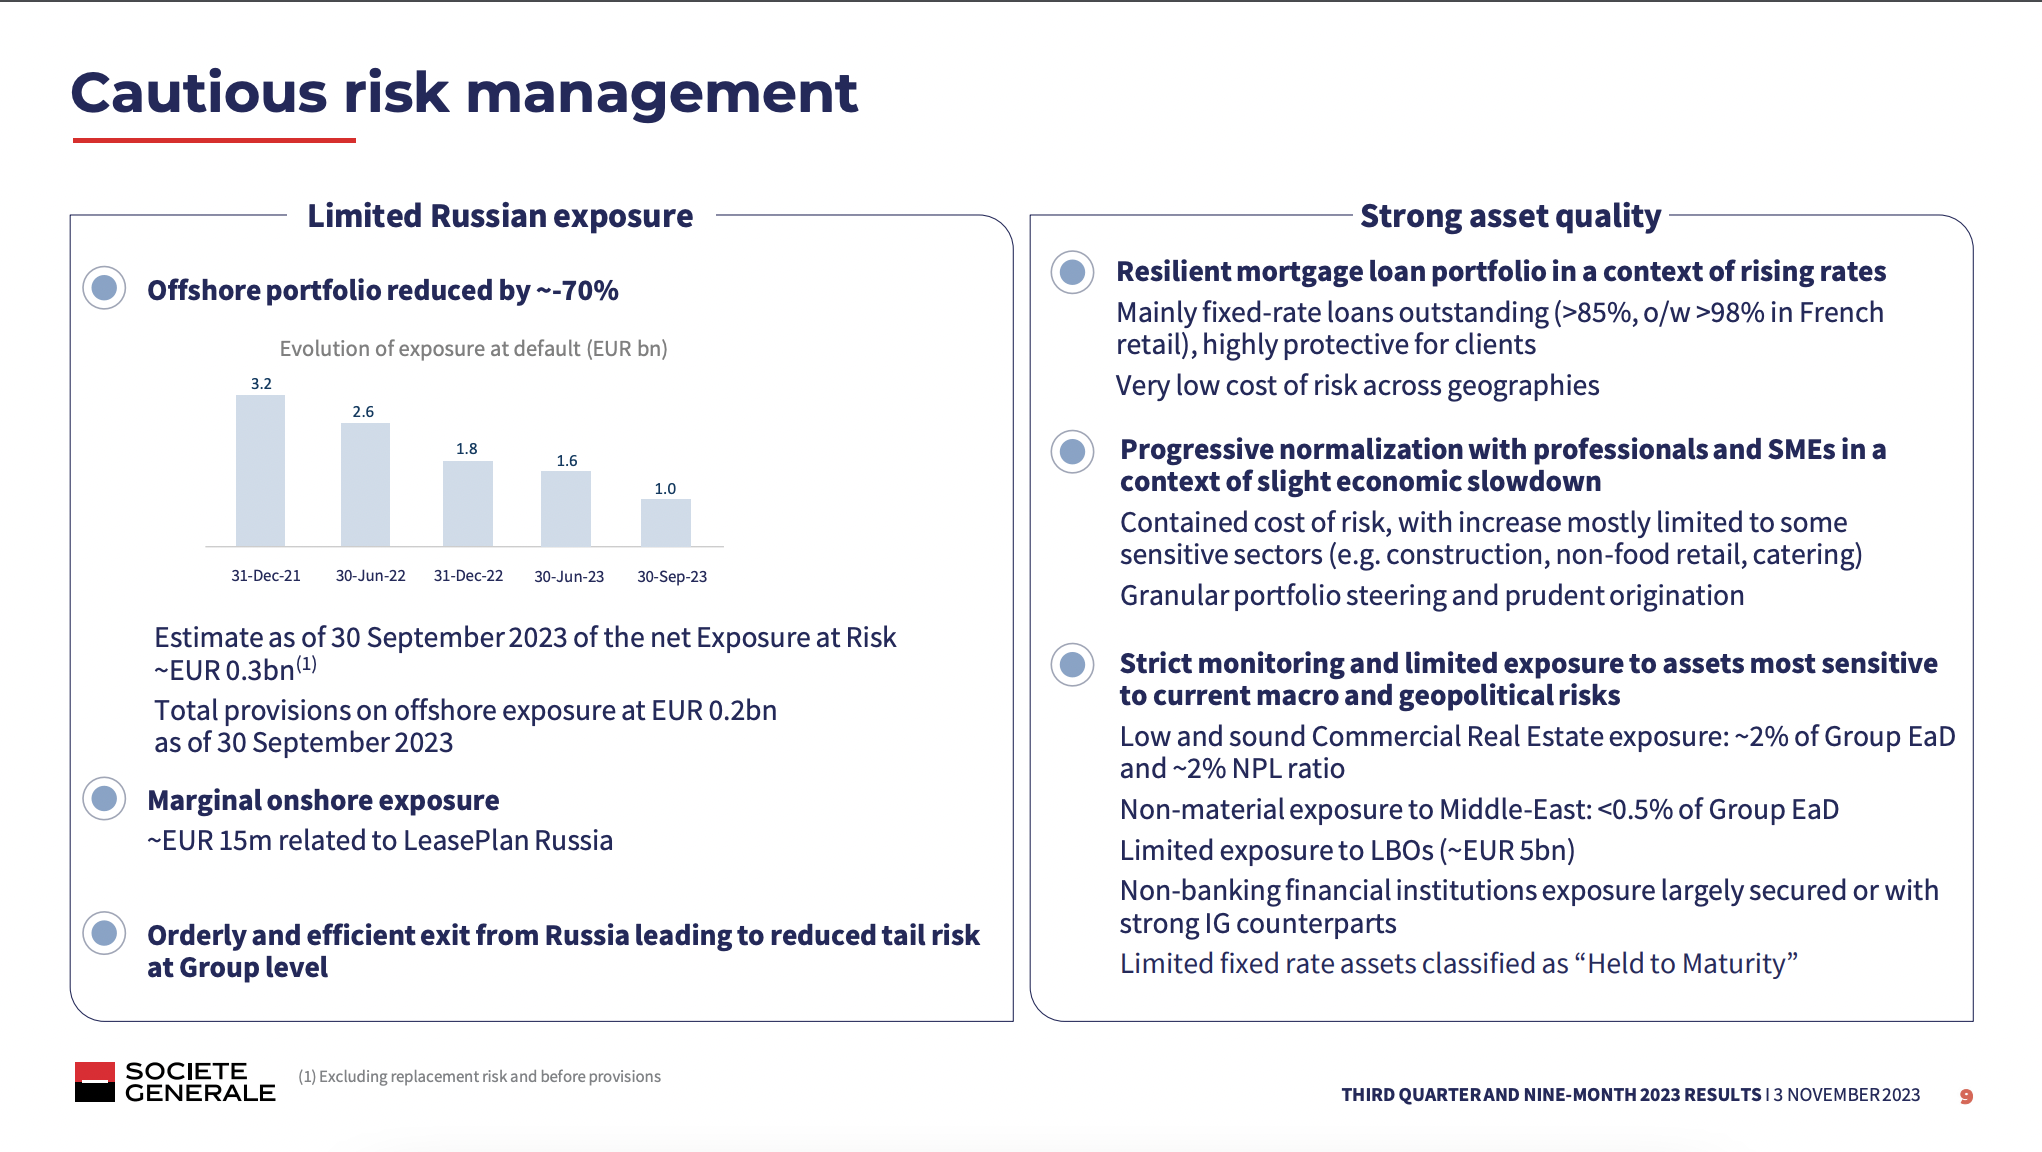 Cautious risk management
Limited Russian exposure
Offshore portfolio reduced by ~-70%
Evolution of exposure at default (EUR bn)
3.2
2.6
1.8
1.6
1.0
31-Dec-21
30-Jun-22
31-Dec-22
30-Jun-23
30-Sep-23
Estimate as of 30 September 2023 of the net Exposure at Risk
~EUR 0.3bn(1)
Total provisions on offshore exposure at EUR 0.2bn
as of 30 September 2023
Marginal onshore exposure
~EUR 15m related to LeasePlan Russia
Orderly and efficient exit from Russia leading to reduced tail risk
at Group level
Strong asset quality
Resilient mortgage loan portfolio in a context of rising rates
Mainly fixed-rate loans outstanding (>85%, o/w >98% in French
retail), highly protective for clients
Very low cost of risk across geographies
Progressive normalization with professionals and SMEs in a
context of slight economic slowdown
Contained cost of risk, with increase mostly limited to some
sensitive sectors (e.g. construction, non-food retail, catering)
Granular portfolio steering and prudent origination
Strict monitoring and limited exposure to assets most sensitive
to current macro and geopolitical risks
Low and sound Commercial Real Estate exposure: ~2% of Group EaD
and ~2% NPL ratio
Non-material exposure to Middle-East: <0.5% of Group EaD
Limited exposure to LBOs (~EUR 5bn)
Non-banking financial institutions exposure largely secured or with
strong IG counterparts
Limited fixed rate assets classified as “Held to Maturity”
SOCIETE
GENERALE
(1) Excluding replacement risk and before provisions
THIRD QUARTER AND NINE-MONTH 2023 RESULTS I 3 NOVEMBER 2023
9